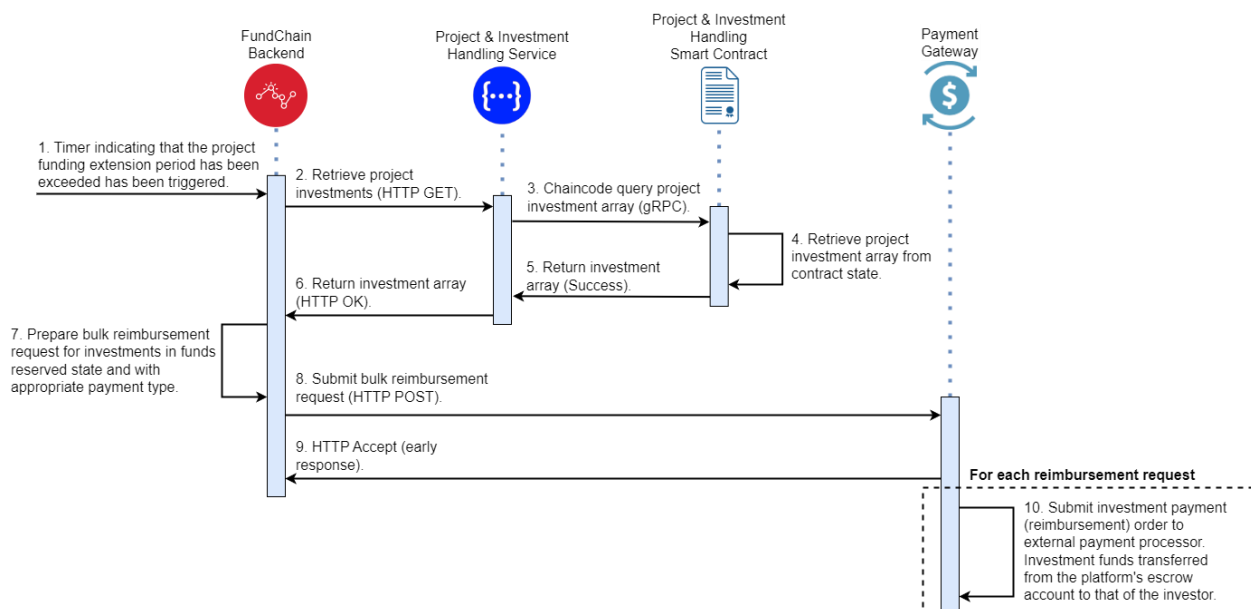 FundChain
Backend
Project & Investment
Handling Service
Project & Investment
Handling
Smart Contract
Payment
Gateway
{···}
$
1. Timer indicating that the project
funding extension period has been
exceeded has been triggered.
2. Retrieve project
investments (HTTP GET).
3. Chaincode query project
investment array (gRPC).
4. Retrieve project
investment array from
contract state.
5. Return investment
array (Success).
6. Return investment array
(HTTP OK).
7. Prepare bulk reimbursement
request for investments in funds
reserved state and with
appropriate payment type.
8. Submit bulk reimbursement
request (HTTP POST).
9. HTTP Accept (early
response).
For each reimbursement request
10. Submit investment payment
(reimbursement) order to
external payment processor.
Investment funds transferred
from the platform's escrow
account to that of the investor.